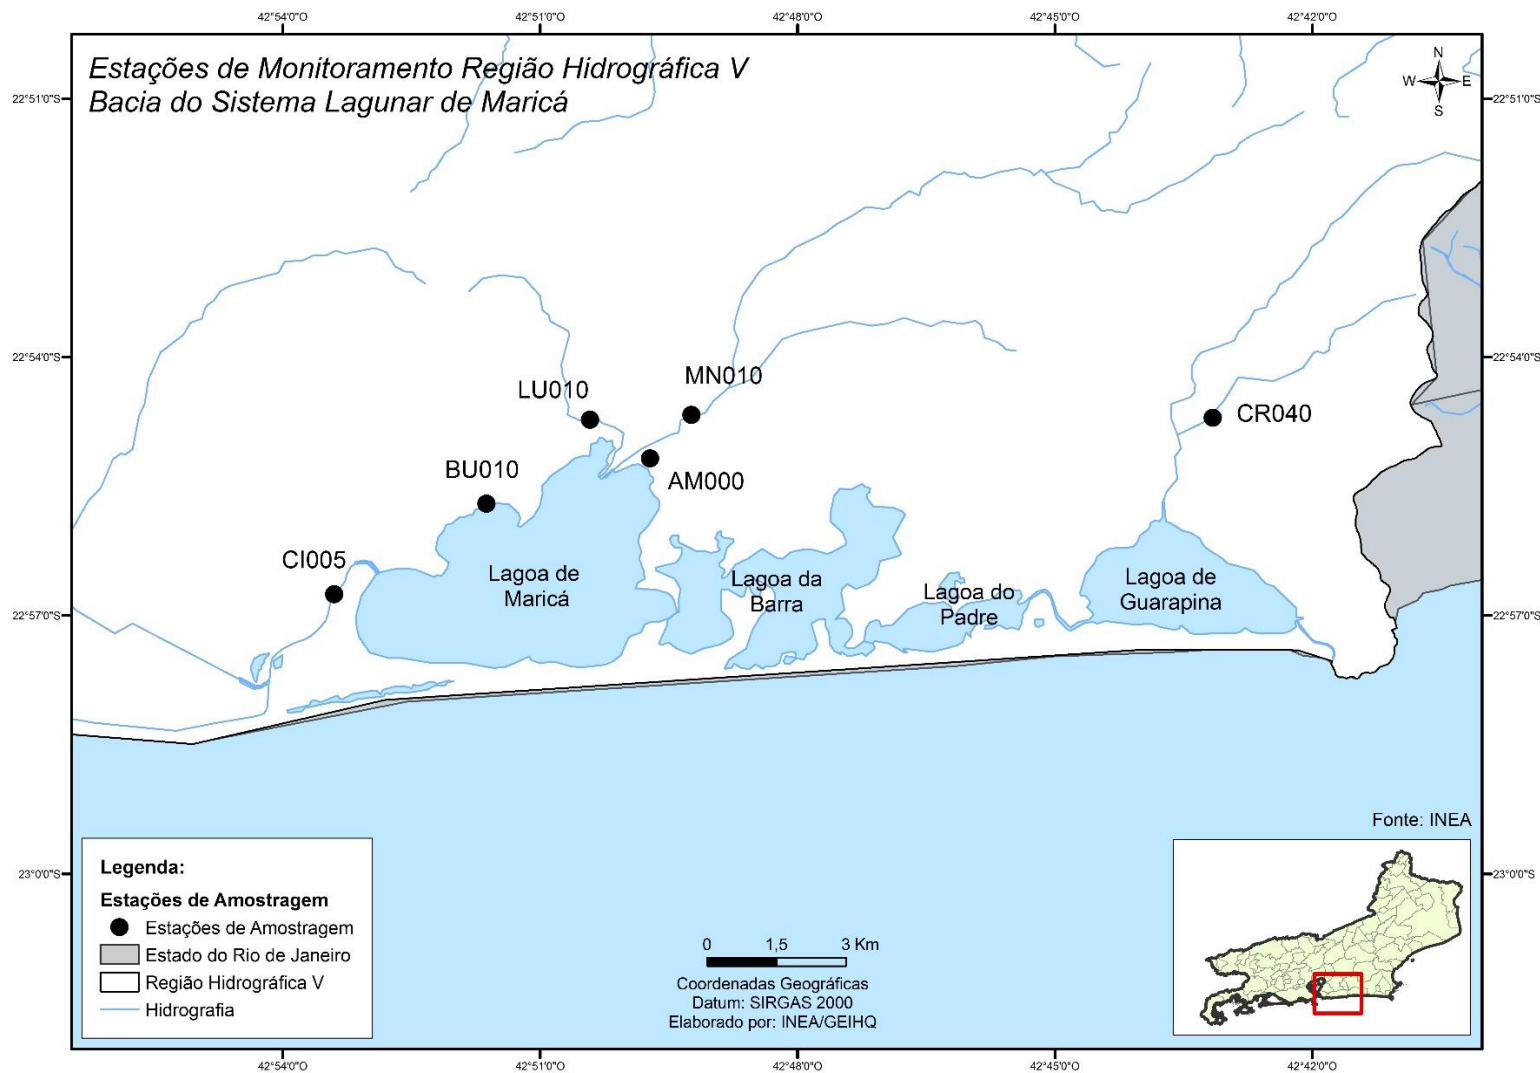 42°54'0"O
42°51'0"O
42°48'0"O
42°45'0"O
42°42'0"O
Estações de Monitoramento Região Hidrográfica V
Bacia do Sistema Lagunar de Maricá
N
W
E
S
22°51'0"S
22°51'0"S
22°54'0"S
22°54'0"S
LU010
MN010
CR040
BU010
AM000
CI005
Lagoa de
Maricá
Lagoa da
Barra
Lagoa do
Padre
Lagoa de
Guarapina
22°57'0"S
22°57'0"S
Fonte: INEA
23°0'0"S
23°0'0"S
Legenda:
Estações de Amostragem
Estações de Amostragem
Estado do Rio de Janeiro
Região Hidrográfica V
Hidrografia
0 1,5 3 Km
Coordenadas Geográficas
Datum: SIRGAS 2000
Elaborado por: INEA/GEIHQ
42°54'0"O
42°51'0"O
42°48'0"O
42°45'0"O
42°42'0"O